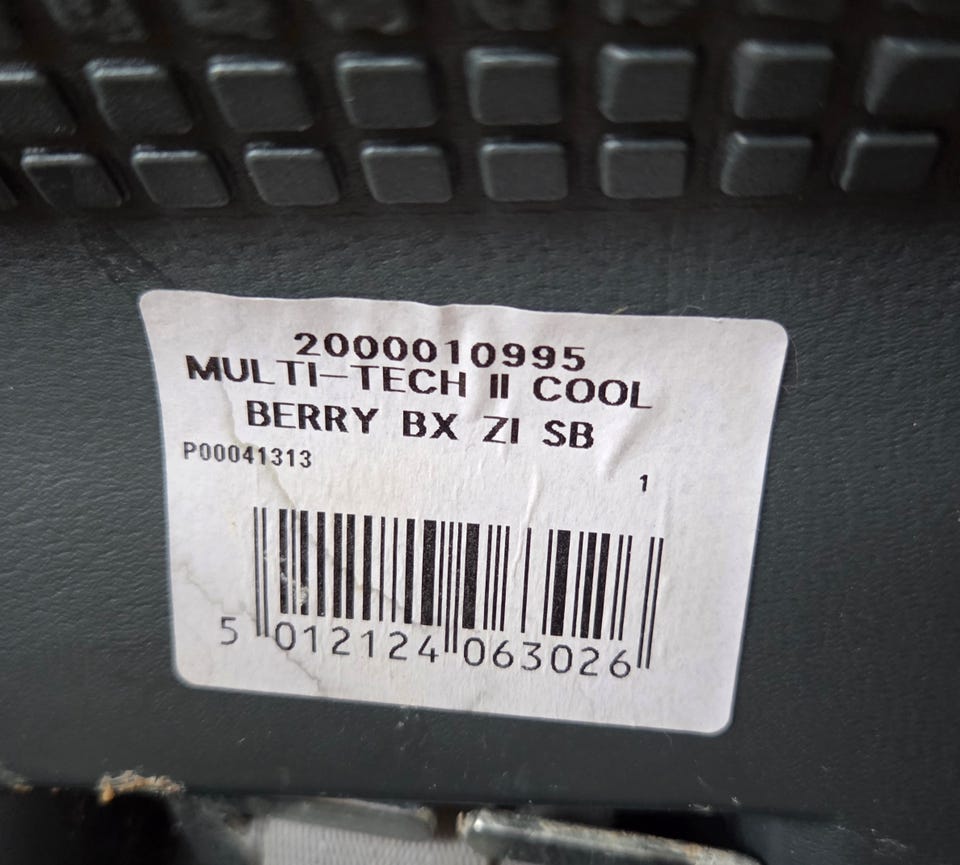 2000010995
MULTI-TECH II COOL
BERRY BX ZI SB
P00041313
1
5 012124 063026